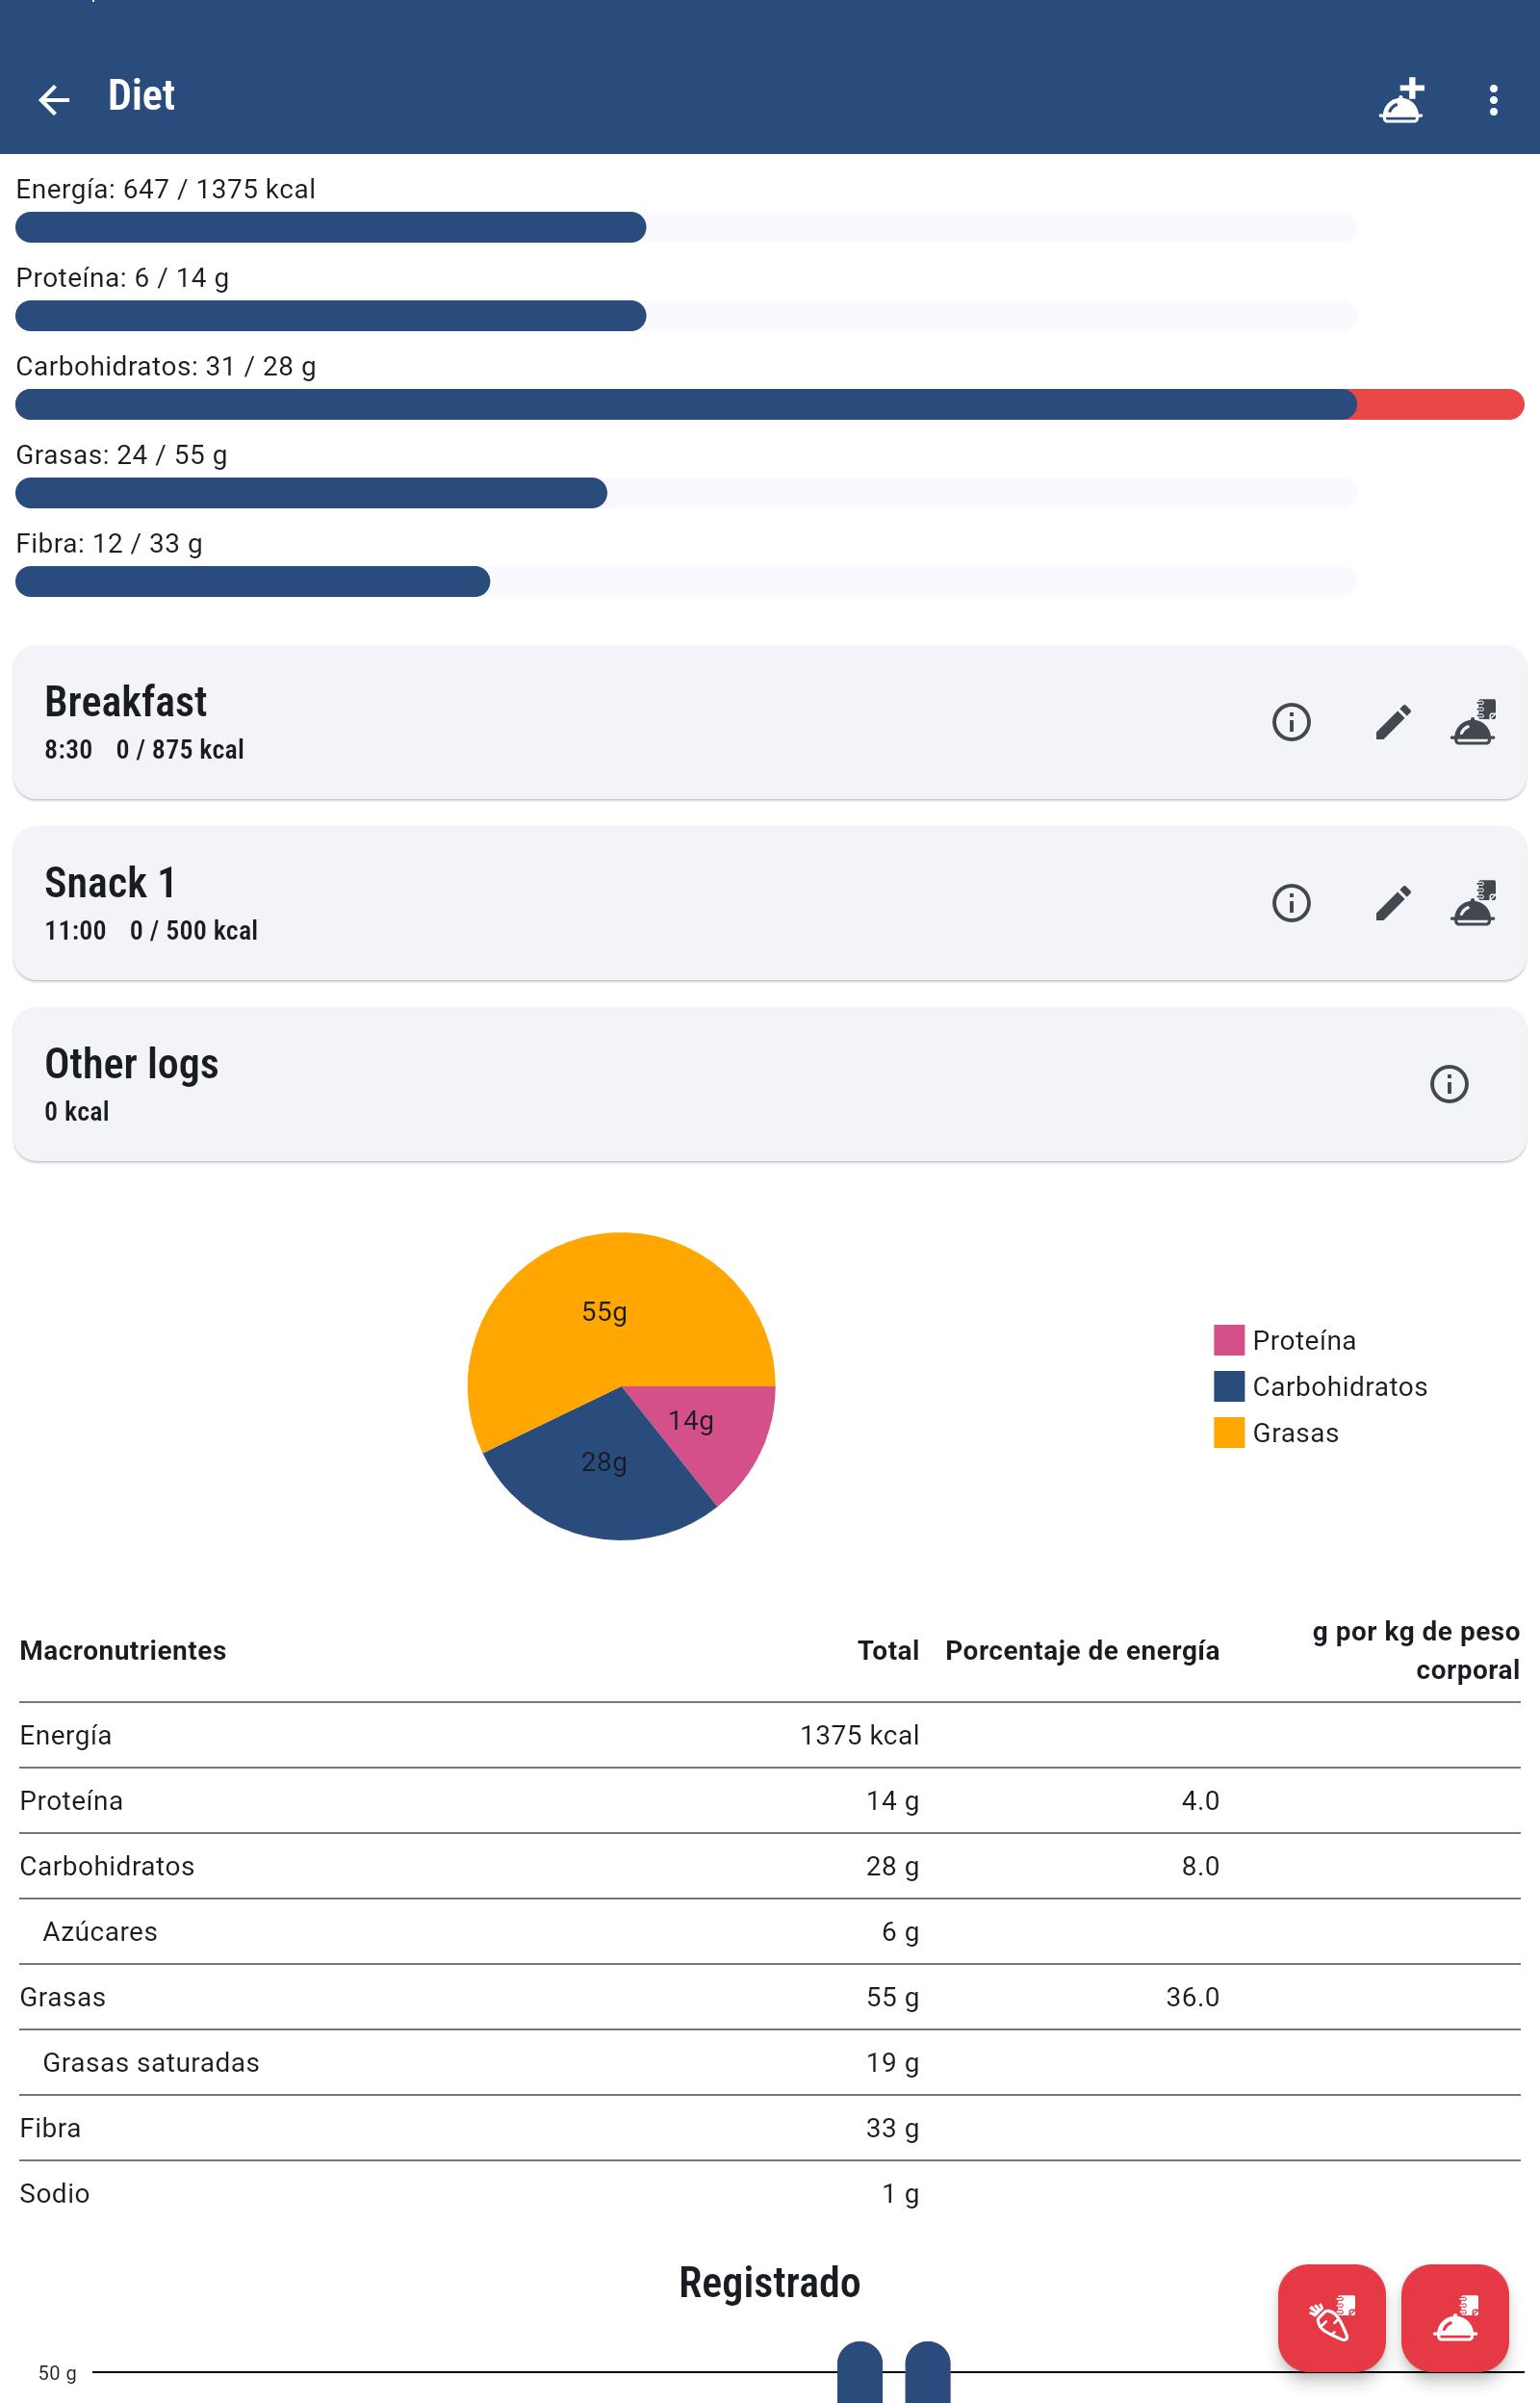 Diet
Energía: 647 / 1375 kcal
Proteína: 6 / 14 g
Carbohidratos: 31 / 28 g
Grasas: 24 / 55 g
Fibra: 12 / 33 g
Breakfast
8:30 0 / 875 kcal
Snack 1
11:00 0 / 500 kcal
Other logs
0 kcal
55g
14g
28g
Proteína
Carbohidratos
Grasas
Macronutrientes Total Porcentaje de energía g por kg de peso
corporal
Energía 1375 kcal
Proteína 14 g 4.0
Carbohidratos 28 g 8.0
Azúcares 6 g
Grasas 55 g 36.0
Grasas saturadas 19 g
Fibra 33 g
Sodio 1 g
Registrado
50 g